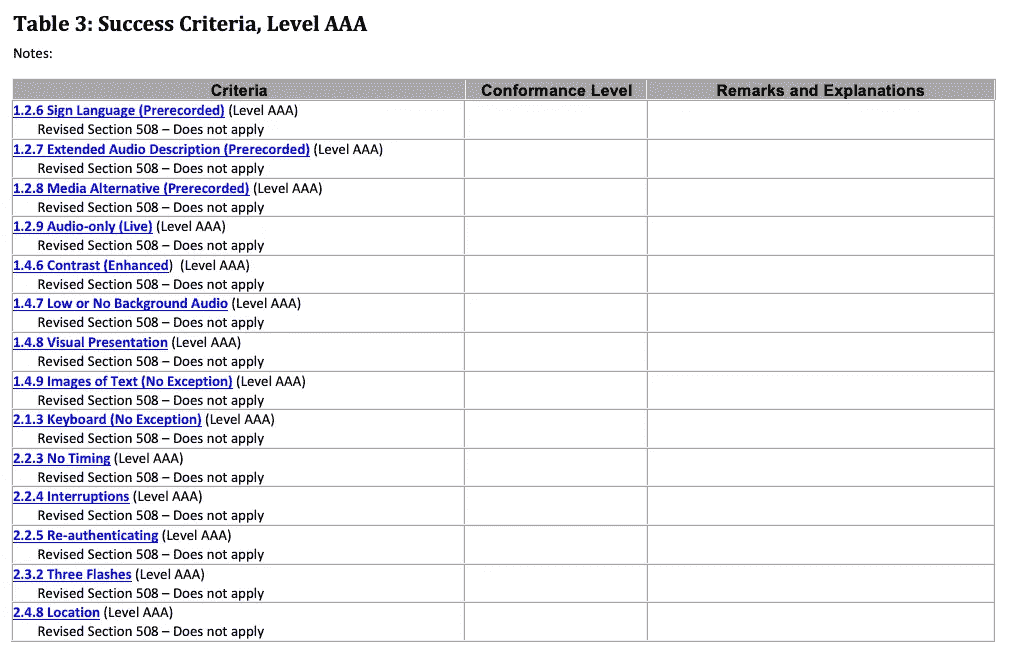 Table 3: Success Criteria, Level AAA
Notes:
Criteria Conformance Level Remarks and Explanations
1.2.6 Sign Language (Prerecorded) (Level AAA)
Revised Section 508 – Does not apply
1.2.7 Extended Audio Description (Prerecorded) (Level AAA)
Revised Section 508 – Does not apply
1.2.8 Media Alternative (Prerecorded) (Level AAA)
Revised Section 508 – Does not apply
1.2.9 Audio-only (Live) (Level AAA)
Revised Section 508 – Does not apply
1.4.6 Contrast (Enhanced) (Level AAA)
Revised Section 508 – Does not apply
1.4.7 Low or No Background Audio (Level AAA)
Revised Section 508 – Does not apply
1.4.8 Visual Presentation (Level AAA)
Revised Section 508 – Does not apply
1.4.9 Images of Text (No Exception) (Level AAA)
Revised Section 508 – Does not apply
2.1.3 Keyboard (No Exception) (Level AAA)
Revised Section 508 – Does not apply
2.2.3 No Timing (Level AAA)
Revised Section 508 – Does not apply
2.2.4 Interruptions (Level AAA)
Revised Section 508 – Does not apply
2.2.5 Re-authenticating (Level AAA)
Revised Section 508 – Does not apply
2.3.2 Three Flashes (Level AAA)
Revised Section 508 – Does not apply
2.4.8 Location (Level AAA)
Revised Section 508 – Does not apply